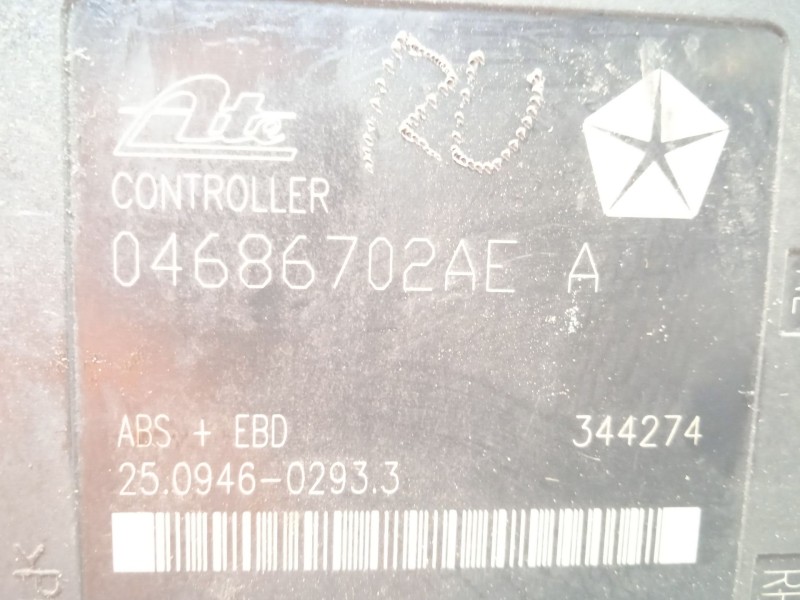 Ate
RU
CONTROLLER
04686702AE A
ABS + EBD 344274
25.0946-0293.3